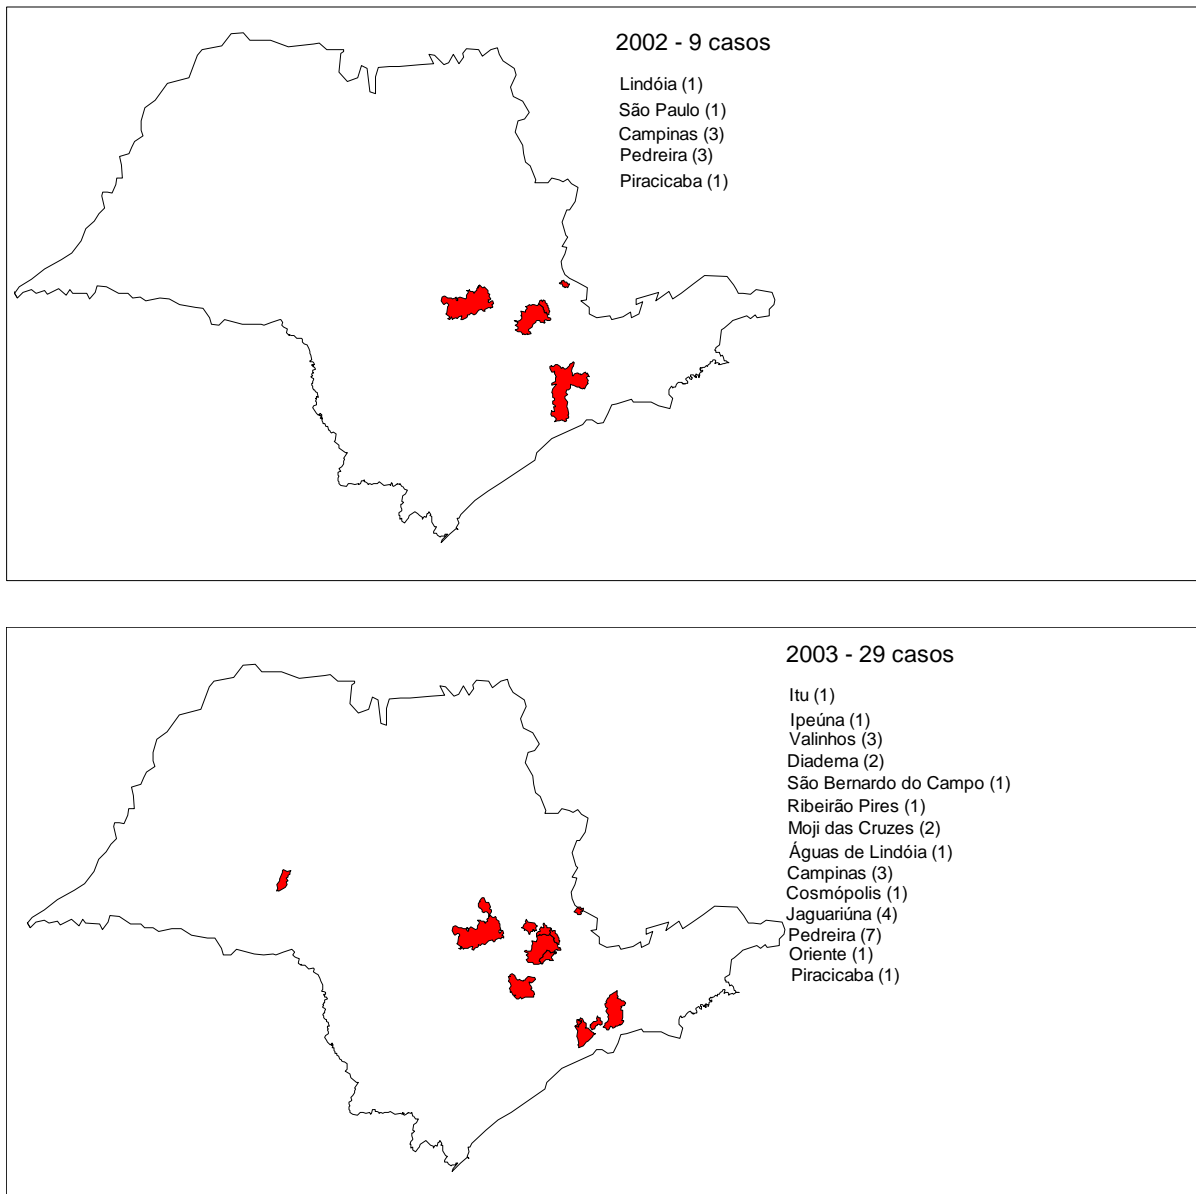 2002 - 9 casos
Lindóia (1)
São Paulo (1)
Campinas (3)
Pedreira (3)
Piracicaba (1)
2003 - 29 casos
Itu (1)
Ipeúna (1)
Valinhos (3)
Diadema (2)
São Bernardo do Campo (1)
Ribeirão Pires (1)
Moji das Cruzes (2)
Águas de Lindóia (1)
Campinas (3)
Cosmópolis (1)
Jaguariúna (4)
Pedreira (7)
Oriente (1)
Piracicaba (1)